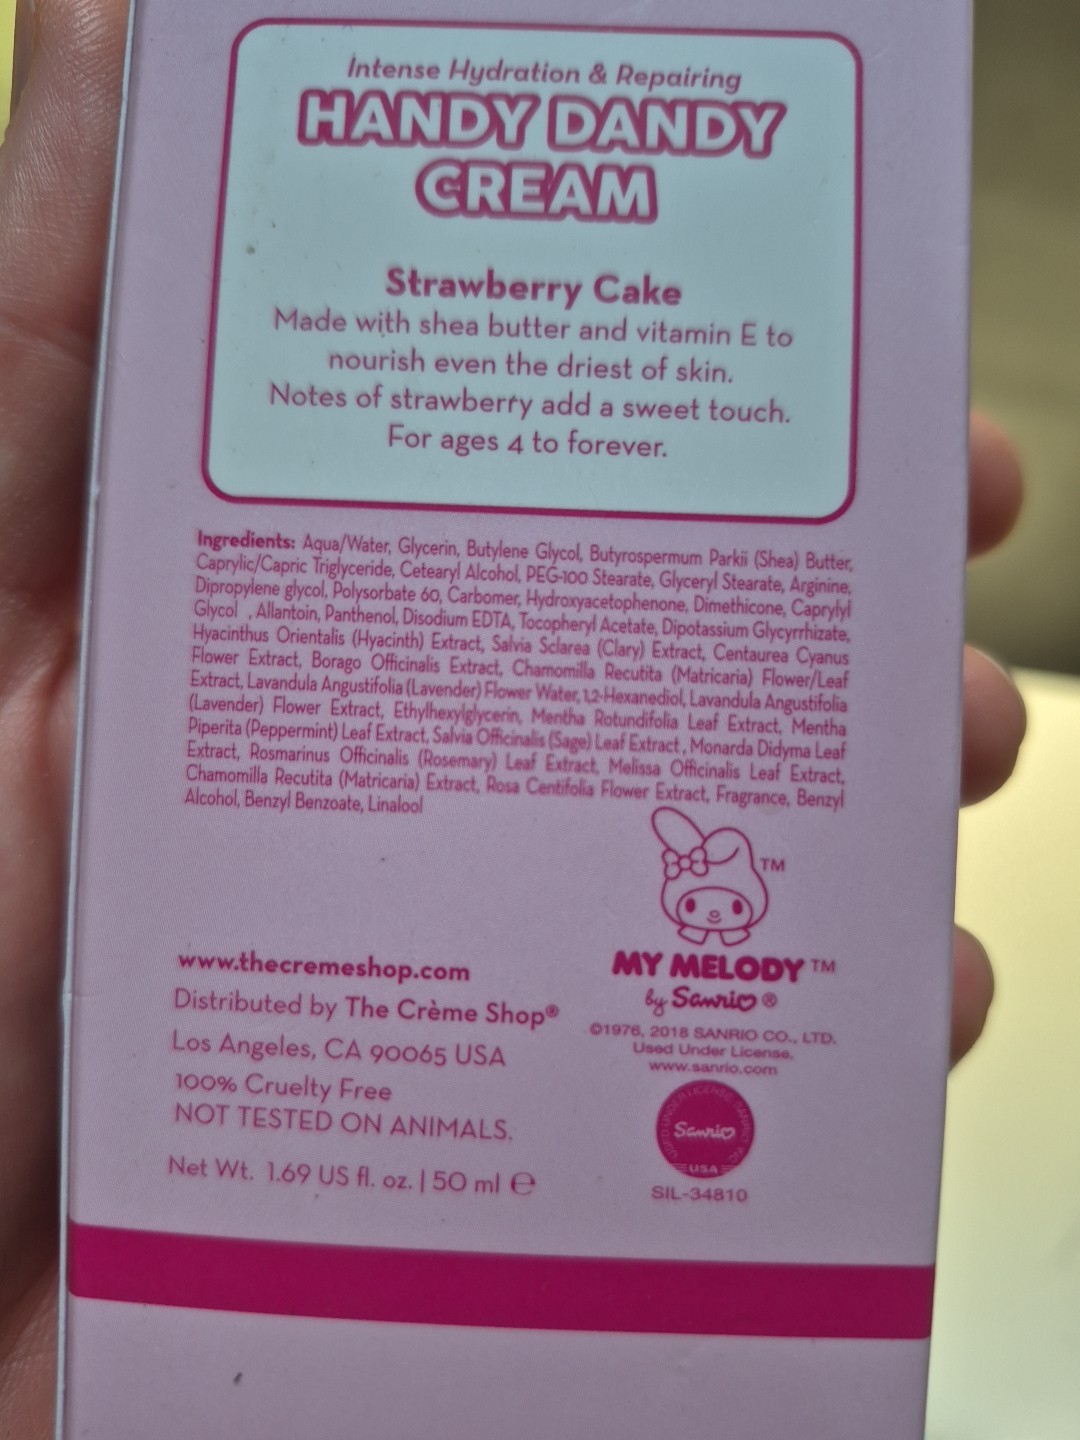 Intense Hydration & Repairing
HANDY DANDY
CREAM
Strawberry Cake
Made with shea butter and vitamin E to
nourish even the driest of skin.
Notes of strawberry add a sweet touch.
For ages 4 to forever.
Ingredients: Aqua/Water, Glycerin, Butylene Glycol, Butyrospermum Parkii (Shea) Butter,
Caprylic/Capric Triglyceride, Cetearyl Alcohol, PEG-100 Stearate, Glyceryl Stearate, Arginine,
Dipropylene glycol, Polysorbate 60, Carbomer, Hydroxyacetophenone, Dimethicone, Caprylyl
Glycol , Allantoin, Panthenol, Disodium EDTA, Tocopheryl Acetate, Dipotassium Glycyrrhizate,
Hyacinthus Orientalis (Hyacinth) Extract, Salvia Sclarea (Clary) Extract, Centaurea Cyanus
Flower Extract, Borago Officinalis Extract, Chamomilla Recutita (Matricaria) Flower/Leaf
Extract, Lavandula Angustifolia (Lavender) Flower Water, 1,2-Hexanediol, Lavandula Angustifolia
(Lavender) Flower Extract, Ethylhexylglycerin, Mentha Rotundifolia Leaf Extract, Mentha
Piperita (Peppermint) Leaf Extract, Salvia Officinalis (Sage) Leaf Extract , Monarda Didyma Leaf
Extract, Rosmarinus Officinalis (Rosemary) Leaf Extract, Melissa Officinalis Leaf Extract,
Chamomilla Recutita (Matricaria) Extract, Rosa Centifolia Flower Extract, Fragrance, Benzyl
Alcohol, Benzyl Benzoate, Linalool
TM
www.thecremeshop.com
Distributed by The Crème Shop®
Los Angeles, CA 90065 USA
100% Cruelty Free
NOT TESTED ON ANIMALS.
Net Wt. 1.69 US fl. oz. | 50 ml ℮
MY MELODY™
by Sanrio®
©1976, 2018 SANRIO CO., LTD.
Used Under License.
www.sanrio.com
Sanrio
USA
SIL-34810